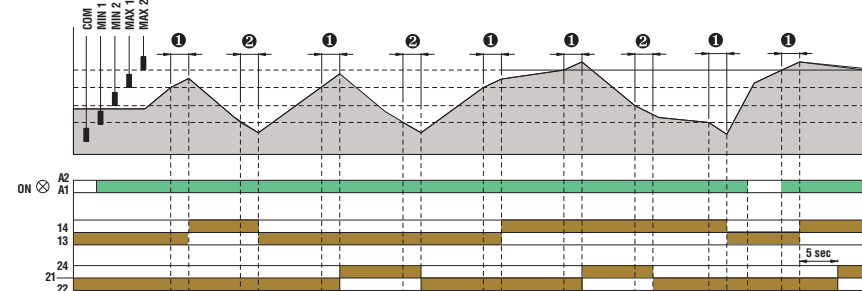 COM
MIN 1
MIN 2
MAX 1
MAX 2
❶ ❷ ❶ ❷ ❶ ❶ ❷ ❶ ❶
A2
ON A1
14
13
5 sec
24
21
22